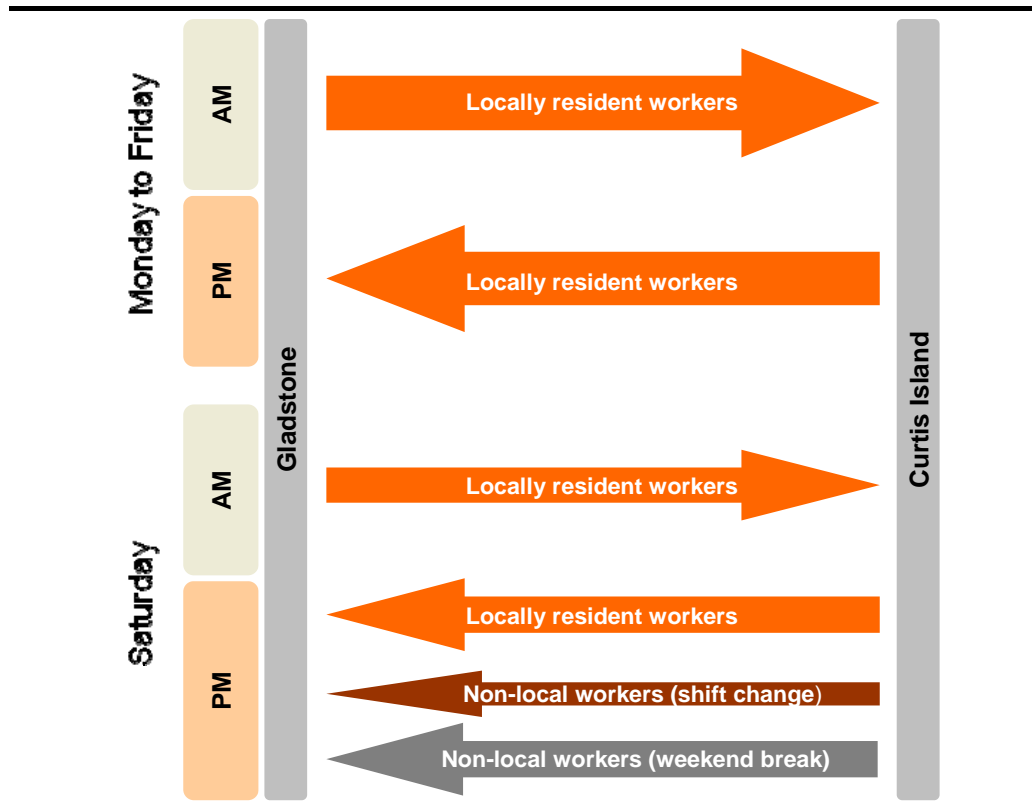 Monday to Friday
AM
Locally resident workers
PM
Locally resident workers
Gladstone
Curtis Island
Saturday
AM
Locally resident workers
PM
Locally resident workers
Non-local workers (shift change)
Non-local workers (weekend break)